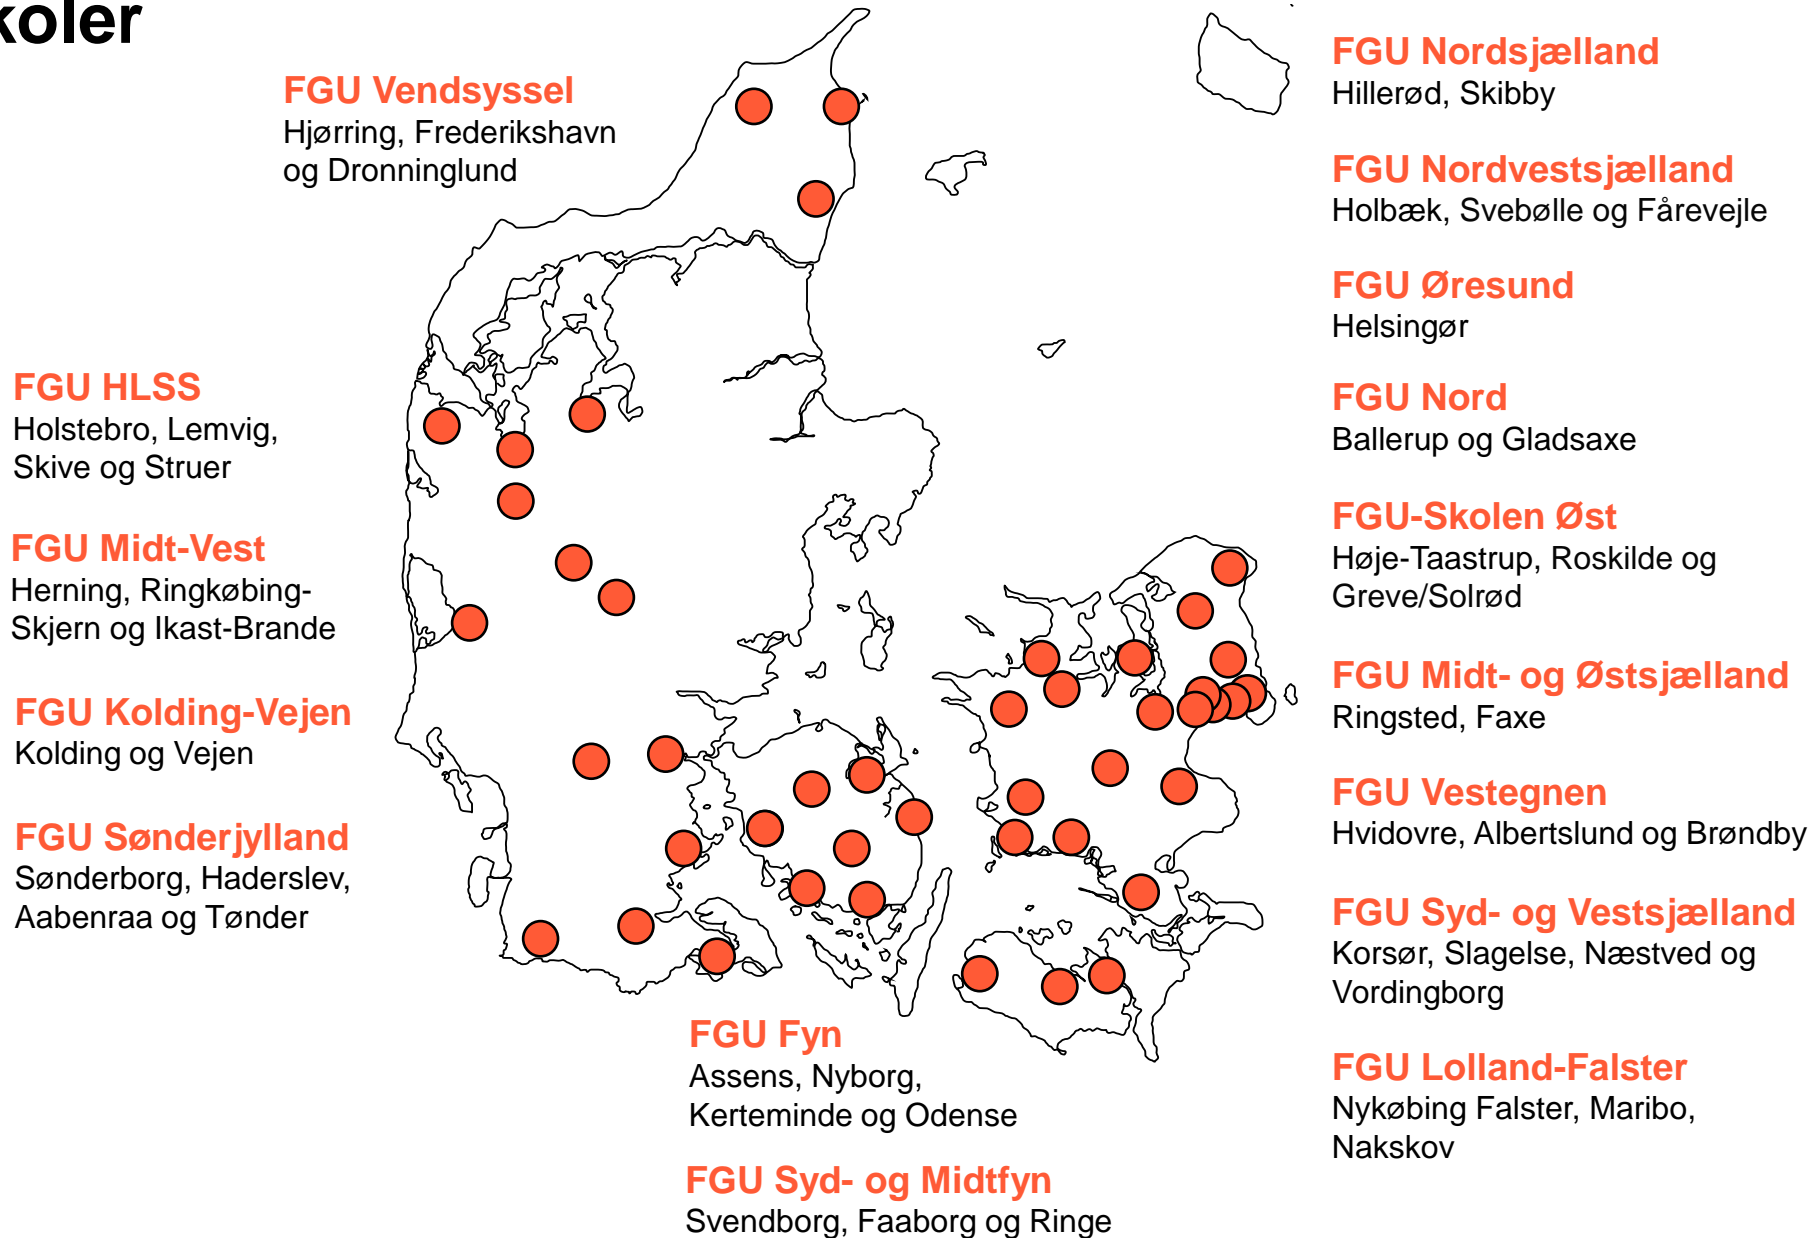 koler
FGU Vendsyssel
Hjørring, Frederikshavn
og Dronninglund
FGU HLSS
Holstebro, Lemvig,
Skive og Struer
FGU Midt-Vest
Herning, Ringkøbing-
Skjern og Ikast-Brande
FGU Kolding-Vejen
Kolding og Vejen
FGU Sønderjylland
Sønderborg, Haderslev,
Aabenraa og Tønder
FGU Fyn
Assens, Nyborg,
Kerteminde og Odense
FGU Syd- og Midtfyn
Svendborg, Faaborg og Ringe
FGU Nordsjælland
Hillerød, Skibby
FGU Nordvestsjælland
Holbæk, Svebølle og Fårevejle
FGU Øresund
Helsingør
FGU Nord
Ballerup og Gladsaxe
FGU-Skolen Øst
Høje-Taastrup, Roskilde og
Greve/Solrød
FGU Midt- og Østsjælland
Ringsted, Faxe
FGU Vestegnen
Hvidovre, Albertslund og Brøndby
FGU Syd- og Vestsjælland
Korsør, Slagelse, Næstved og
Vordingborg
FGU Lolland-Falster
Nykøbing Falster, Maribo,
Nakskov